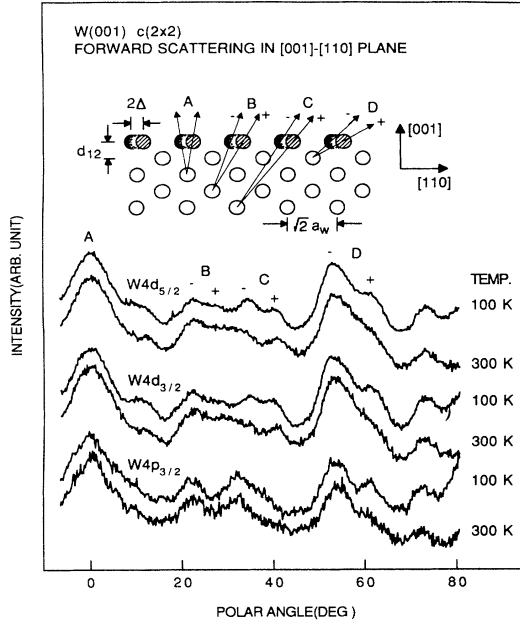 W(001) c(2x2)
FORWARD SCATTERING IN [001]-[110] PLANE
2Δ
A
B
C
D
- +
- +
- +
d12
[001]
[110]
√2 aw
INTENSITY(ARB. UNIT)
A
B
- +
C
- +
D
- +
TEMP.
W4d5/2
100 K
300 K
W4d3/2
100 K
300 K
W4p3/2
100 K
300 K
0 20 40 60 80
POLAR ANGLE(DEG )